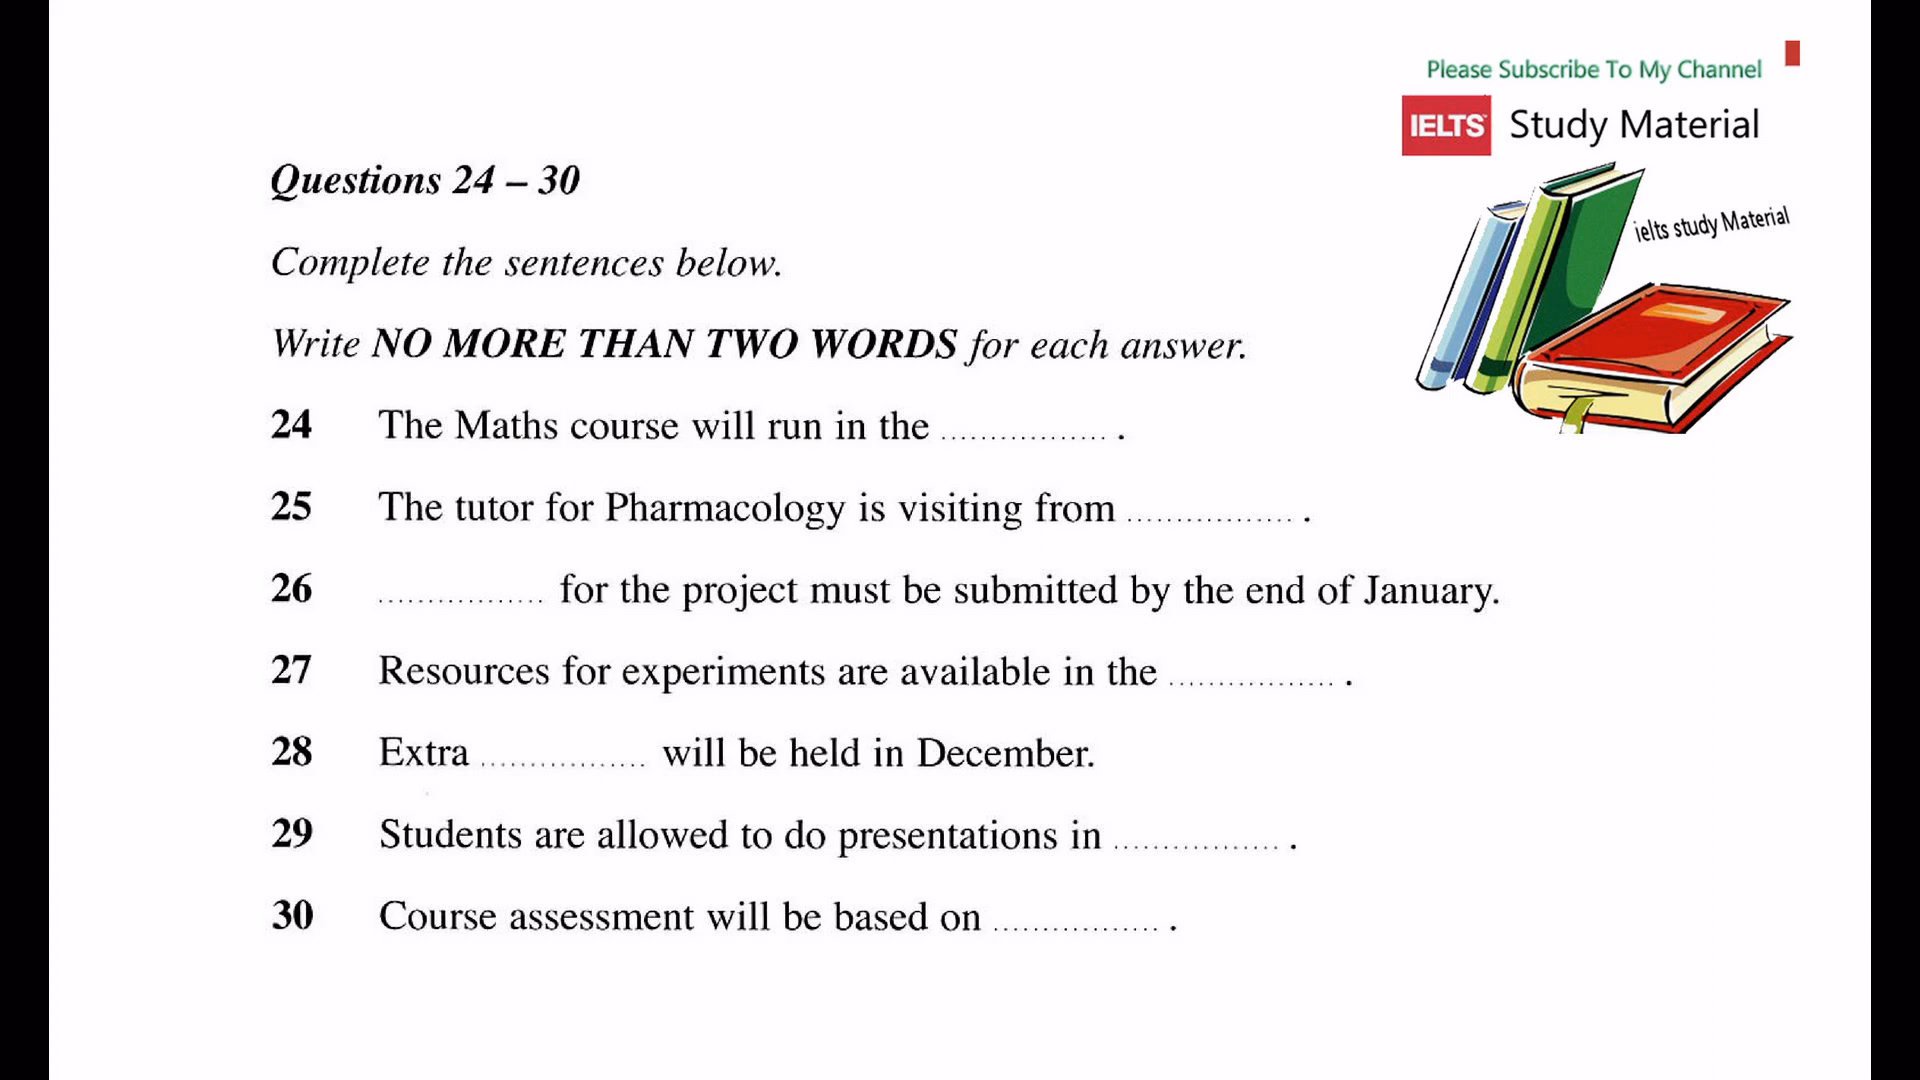 Please Subscribe To My Channel
IELTS Study Material
ielts study Material
Questions 24 – 30
Complete the sentences below.
Write NO MORE THAN TWO WORDS for each answer.
24 The Maths course will run in the ................. .
25 The tutor for Pharmacology is visiting from ................. .
26 ................. for the project must be submitted by the end of January.
27 Resources for experiments are available in the ................. .
28 Extra ................. will be held in December.
29 Students are allowed to do presentations in ................. .
30 Course assessment will be based on ................. .